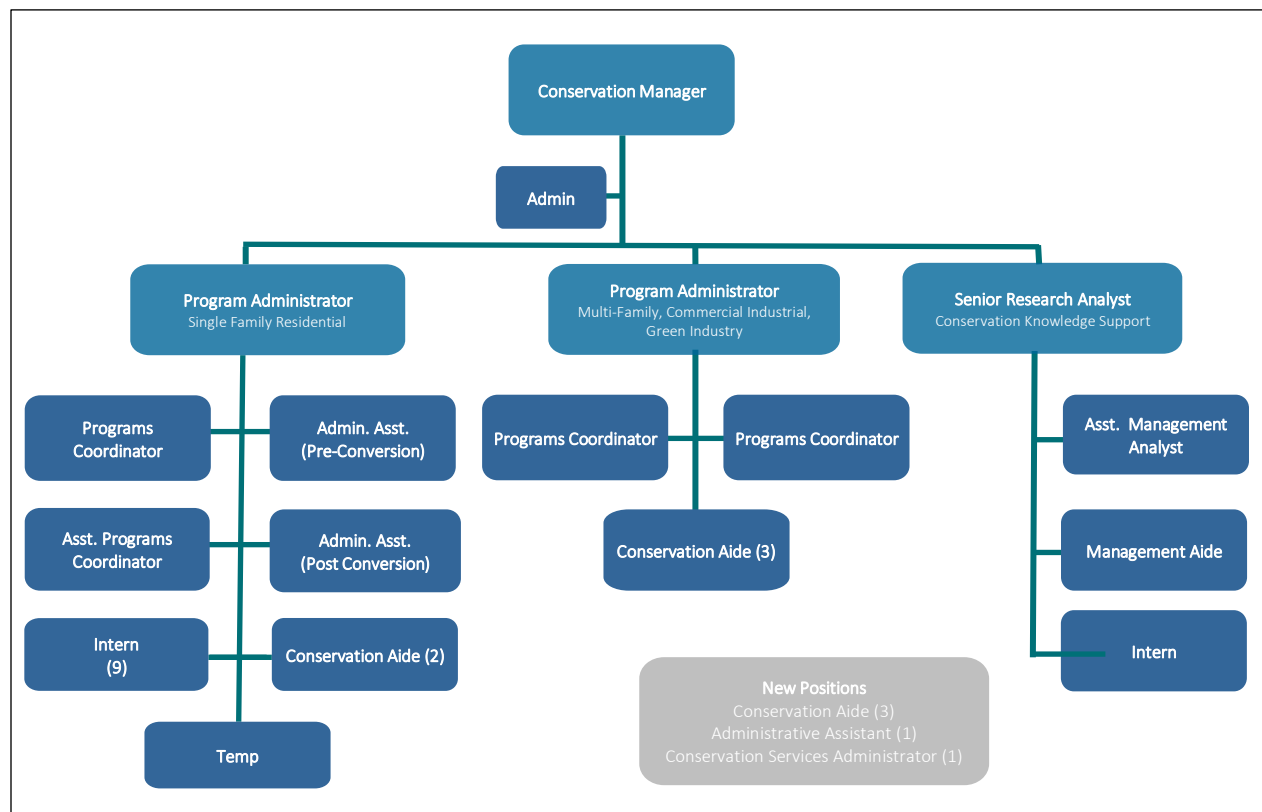 Conservation Manager
Admin
Program Administrator
Single Family Residential
Program Administrator
Multi-Family, Commercial Industrial,
Green Industry
Senior Research Analyst
Conservation Knowledge Support
Programs
Coordinator
Admin. Asst.
(Pre-Conversion)
Asst. Programs
Coordinator
Admin. Asst.
(Post Conversion)
Intern
(9)
Conservation Aide (2)
Temp
Programs Coordinator
Programs Coordinator
Conservation Aide (3)
Asst. Management
Analyst
Management Aide
Intern
New Positions
Conservation Aide (3)
Administrative Assistant (1)
Conservation Services Administrator (1)